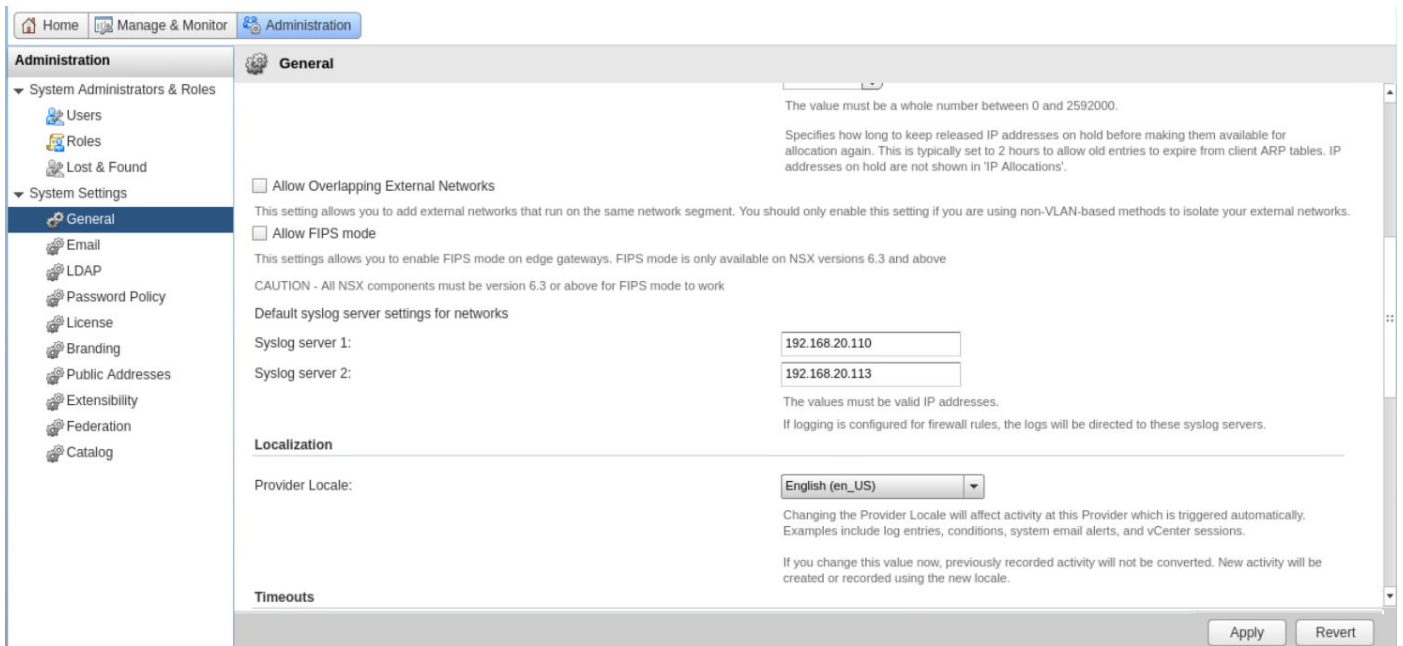 Home
Manage & Monitor
Administration
Administration
System Administrators & Roles
Users
Roles
Lost & Found
System Settings
General
Email
LDAP
Password Policy
License
Branding
Public Addresses
Extensibility
Federation
Catalog
General
The value must be a whole number between 0 and 2592000.
Specifies how long to keep released IP addresses on hold before making them available for
allocation again. This is typically set to 2 hours to allow old entries to expire from client ARP tables. IP
addresses on hold are not shown in 'IP Allocations'.
Allow Overlapping External Networks
This setting allows you to add external networks that run on the same network segment. You should only enable this setting if you are using non-VLAN-based methods to isolate your external networks.
Allow FIPS mode
This settings allows you to enable FIPS mode on edge gateways. FIPS mode is only available on NSX versions 6.3 and above
CAUTION - All NSX components must be version 6.3 or above for FIPS mode to work
Default syslog server settings for networks
Syslog server 1:
192.168.20.110
Syslog server 2:
192.168.20.113
The values must be valid IP addresses.
If logging is configured for firewall rules, the logs will be directed to these syslog servers.
Localization
Provider Locale:
English (en_US)
Changing the Provider Locale will affect activity at this Provider which is triggered automatically.
Examples include log entries, conditions, system email alerts, and vCenter sessions.
If you change this value now, previously recorded activity will not be converted. New activity will be
created or recorded using the new locale.
Timeouts
Apply
Revert